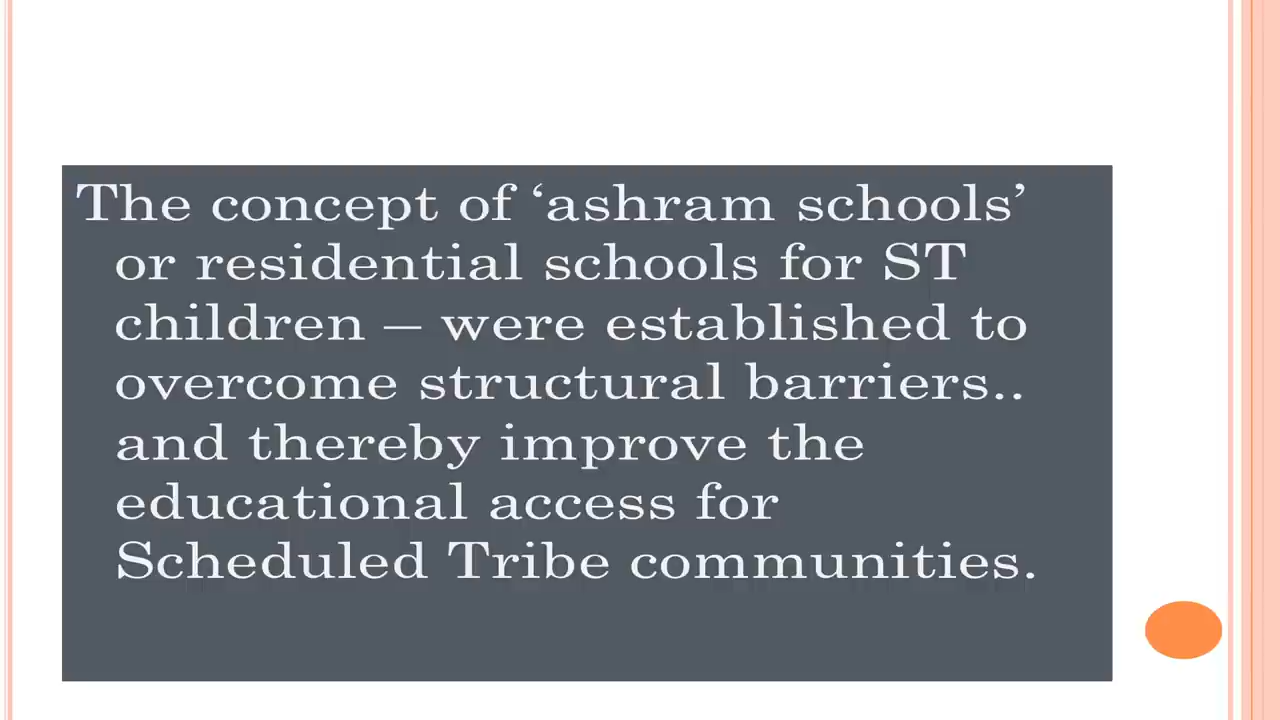 The concept of ‘ashram schools’
or residential schools for ST
children – were established to
overcome structural barriers..
and thereby improve the
educational access for
Scheduled Tribe communities.